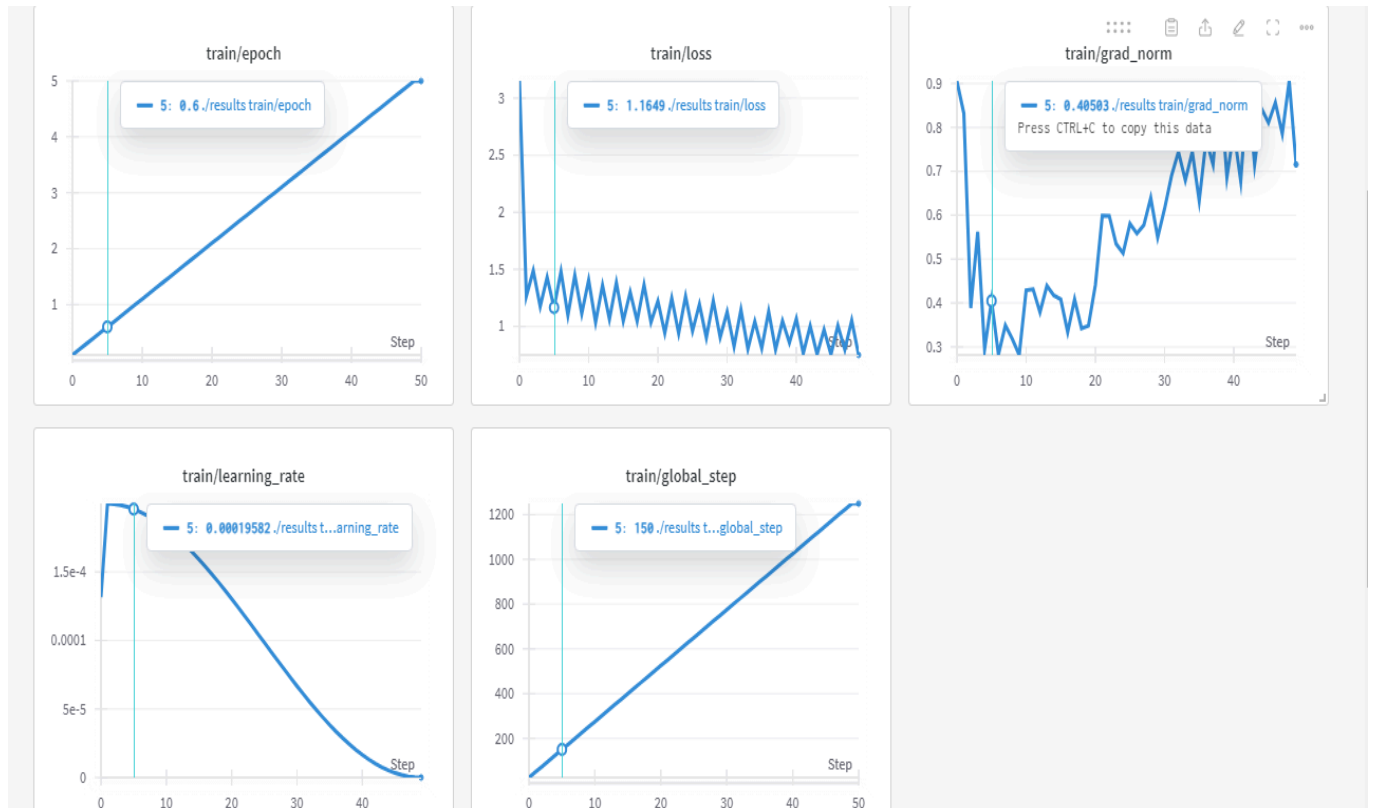 train/epoch
5: 0.6 ./results train/epoch
5
4
3
2
1
Step
0 10 20 30 40 50
train/loss
5: 1.1649 ./results train/loss
3
2.5
2
1.5
1
Step
0 10 20 30 40
train/grad_norm
5: 0.40503 ./results train/grad_norm
Press CTRL+C to copy this data
0.9
0.8
0.7
0.6
0.5
0.4
0.3
Step
0 10 20 30 40
train/learning_rate
5: 0.00019582 ./results t...arning_rate
1.5e-4
0.0001
5e-5
0
Step
0 10 20 30 40
train/global_step
5: 150 ./results t...global_step
1200
1000
800
600
400
200
Step
0 10 20 30 40 50